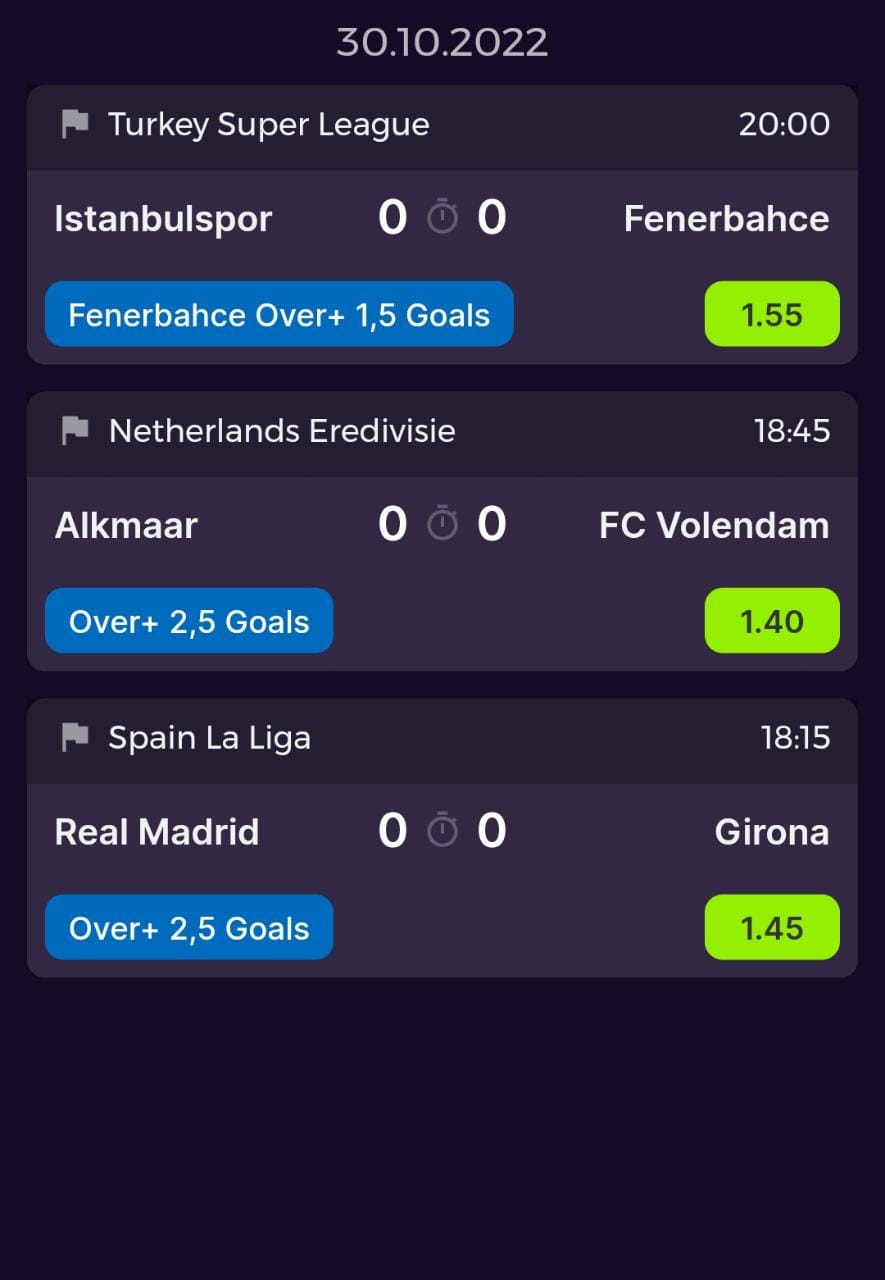 30.10.2022
Turkey Super League 20:00
Istanbulspor 0 0 Fenerbahce
Fenerbahce Over+ 1,5 Goals 1.55
Netherlands Eredivisie 18:45
Alkmaar 0 0 FC Volendam
Over+ 2,5 Goals 1.40
Spain La Liga 18:15
Real Madrid 0 0 Girona
Over+ 2,5 Goals 1.45